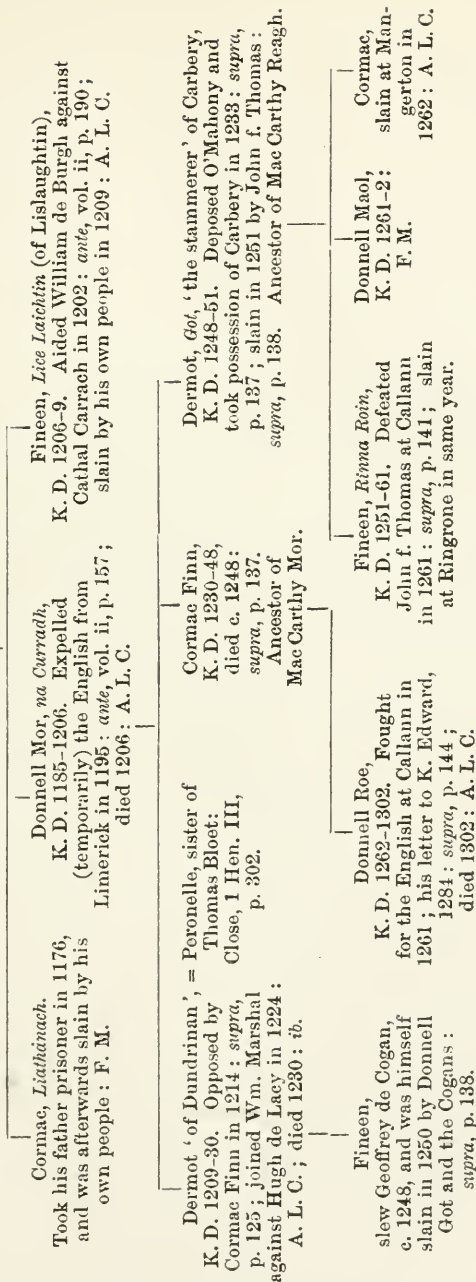 Cormac, Liathánach.
Took his father prisoner in 1176,
and was afterwards slain by his
own people : F. M.
Donnell Mor, na Curradh,
K. D. 1185-1206. Expelled
(temporarily) the English from
Limerick in 1195 : ante, vol. ii, p. 157 ;
died 1206 : A. L. C.
Fineen, Lice Laichtin (of Lislaughtin),
K. D. 1206-9. Aided William de Burgh against
Cathal Carrach in 1202 : ante, vol. ii, p. 190 ;
slain by his own people in 1209 : A. L. C.
Dermot ‘ of Dundrinan ’, = Peronelle, sister of
K. D. 1209-30. Opposed by
Cormac Finn in 1214 : supra,
p. 125 ; joined Wm. Marshal
against Hugh de Lacy in 1224 :
A. L. C. ; died 1230 : ib.
Thomas Bloet:
Close, 1 Hen. III,
p. 302.
Cormac Finn,
K. D. 1230-48,
died c. 1248:
supra, p. 137.
Ancestor of
Mac Carthy Mor.
Dermot, Got, ‘ the stammerer ’ of Carbery,
K. D. 1248-51. Deposed O'Mahony and
took possession of Carbery in 1233 : supra,
p. 137 ; slain in 1251 by John f. Thomas :
supra, p. 138. Ancestor of Mac Carthy Reagh.
Fineen,
slew Geoffrey de Cogan,
c. 1248, and was himself
slain in 1250 by Donnell
Got and the Cogans :
supra, p. 138.
Donnell Roe,
K. D. 1262-1302. Fought
for the English at Callann in
1261 ; his letter to K. Edward,
1284 : supra, p. 144 ;
died 1302 : A. L. C.
Fineen, Rinna Roin,
K. D. 1251-61. Defeated
John f. Thomas at Callann
in 1261 : supra, p. 141 ; slain
at Ringrone in same year.
Donnell Maol,
K. D. 1261-2:
F. M.
Cormac,
slain at Man-
gerton in
1262 : A. L. C.